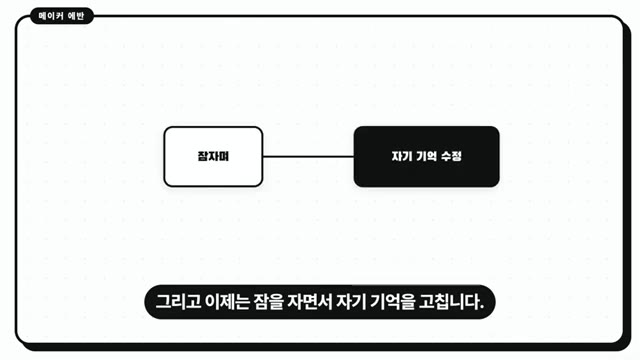 메이커 에반
잠자며
자기 기억 수정
그리고 이제는 잠을 자면서 자기 기억을 고칩니다.